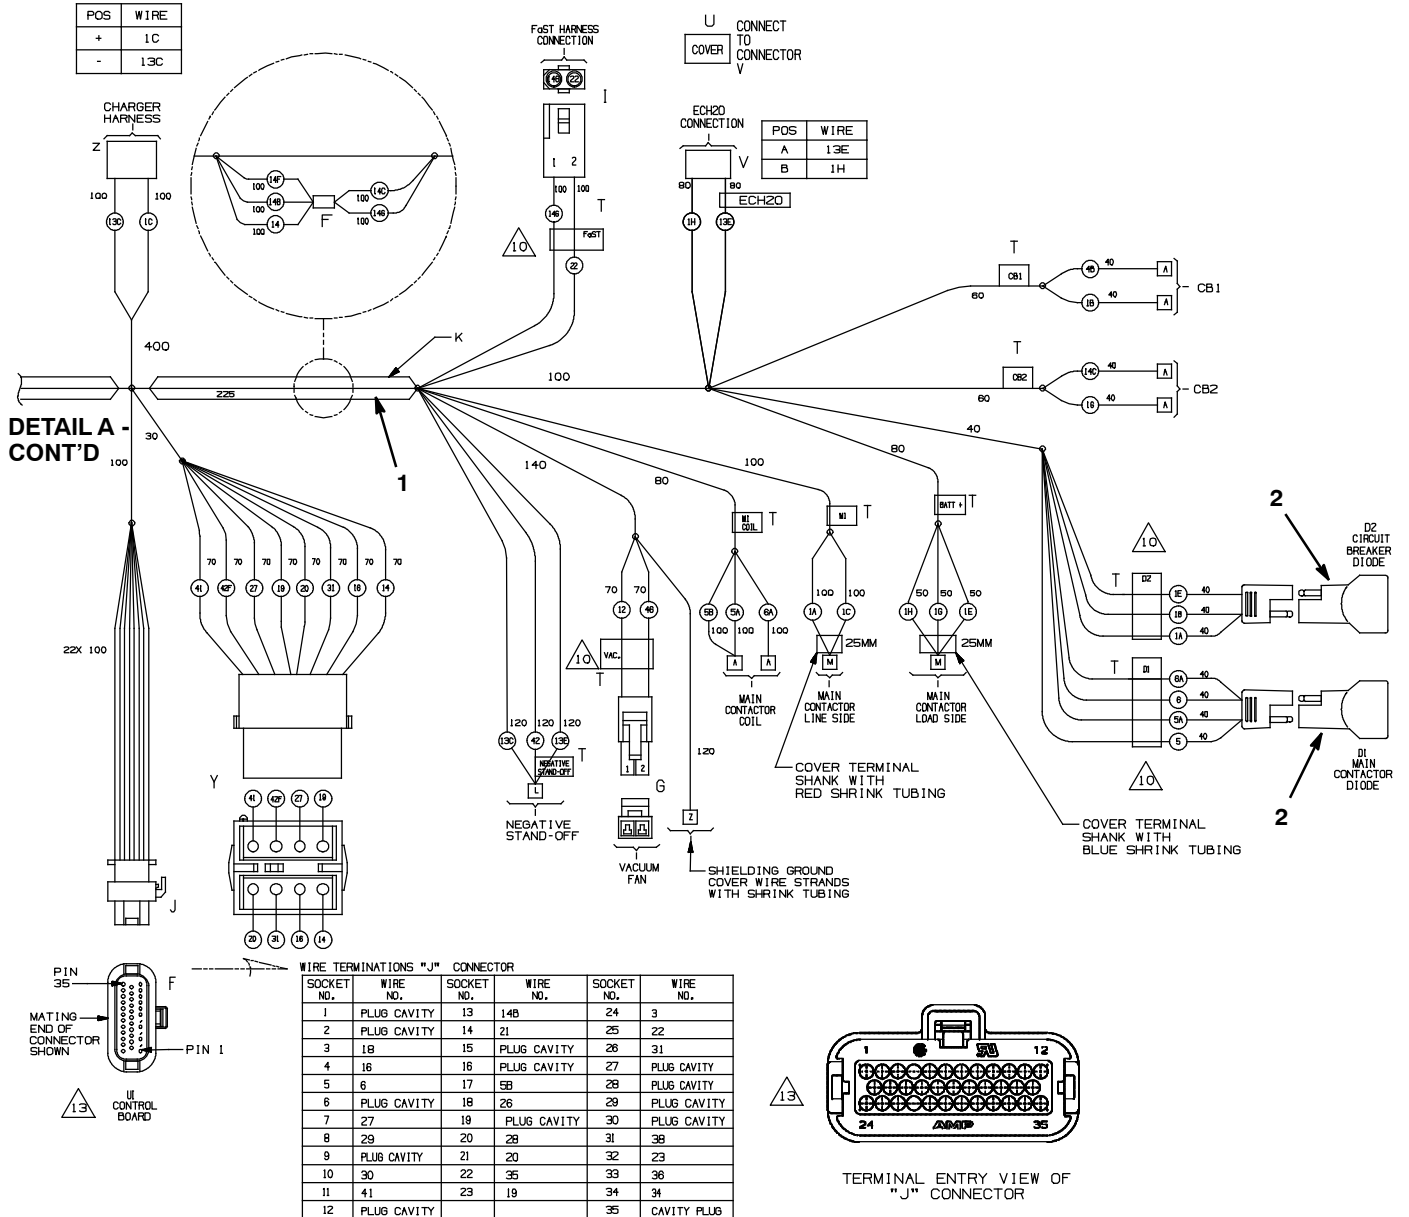 POS WIRE
+ 1C
- 13C
CHARGER
HARNESS
Z
100 100
13C 1C
400
14F
100
14B
100
14
100
F
14C
100
14G
100
FaST HARNESS
CONNECTION
14G 22
I
1 2
100 100
14G
T
10
FaST
22
U
COVER
CONNECT
TO
CONNECTOR
V
ECH2O
CONNECTION
V
POS WIRE
A 13E
B 1H
80 80
ECH2O
1H 13E
T
CB1
60
4B 40 A
1B 40 A
CB1
T
CB2
60
14C 40 A
1G 40 A
CB2
K
225
100
DETAIL A -
CONT'D
30
100
1
140
80
100
80
40
70 70 70 70 70 70 70 70
41 42F 27 19 20 31 16 14
22X 100
Y
41 42F 27 19
20 31 16 14
J
120 120 120
13C 42 13E
T
NEGATIVE
STAND-OFF
L
NEGATIVE
STAND-OFF
70 70
12 46
10
VAC.
T
1 2
G
VACUUM
FAN
120
Z
SHIELDING GROUND
COVER WIRE STRANDS
WITH SHRINK TUBING
M1
COIL
T
5B 5A 6A
100 100 100
A A
MAIN
CONTACTOR
COIL
M1
T
100 100
1A 1C
25MM
M
MAIN
CONTACTOR
LINE SIDE
COVER TERMINAL
SHANK WITH
RED SHRINK TUBING
BATT +
T
50 50 50
1H 1G 1E
25MM
M
MAIN
CONTACTOR
LOAD SIDE
COVER TERMINAL
SHANK WITH
BLUE SHRINK TUBING
10
T
D2
1E 40
1B 40
1A 40
2
D2
CIRCUIT
BREAKER
DIODE
T
D1
6A 40
6 40
5A 40
5 40
10
2
D1
MAIN
CONTACTOR
DIODE
PIN
35
F
MATING
END OF
CONNECTOR
SHOWN
PIN 1
13
U1
CONTROL
BOARD
WIRE TERMINATIONS "J" CONNECTOR
SOCKET NO. WIRE NO. SOCKET NO. WIRE NO. SOCKET NO. WIRE NO.
1 PLUG CAVITY 13 14B 24 3
2 PLUG CAVITY 14 21 25 22
3 18 15 PLUG CAVITY 26 31
4 16 16 PLUG CAVITY 27 PLUG CAVITY
5 6 17 5B 28 PLUG CAVITY
6 PLUG CAVITY 18 26 29 PLUG CAVITY
7 27 19 PLUG CAVITY 30 PLUG CAVITY
8 29 20 28 31 38
9 PLUG CAVITY 21 20 32 23
10 30 22 35 33 36
11 41 23 19 34 34
12 PLUG CAVITY 35 CAVITY PLUG
13
1 12
24 AMP 35
TERMINAL ENTRY VIEW OF
"J" CONNECTOR